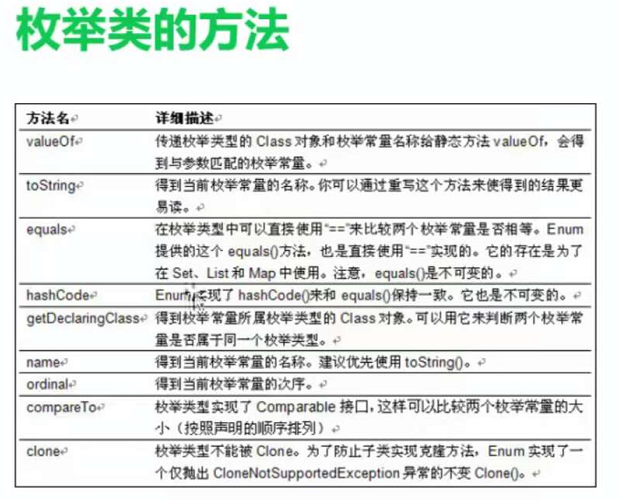 枚举类的方法
方法名 详细描述
valueOf 传递枚举类型的 Class 对象和枚举常量名称给静态方法 valueOf，会得
到与参数匹配的枚举常量。
toString 得到当前枚举常量的名称。你可以通过重写这个方法来使得到的结果更
易读。
equals 在枚举类型中可以直接使用“==”来比较两个枚举常量是否相等。Enum
提供的这个 equals()方法，也是直接使用“==”实现的。它的存在是为了
在 Set、List 和 Map 中使用。注意，equals()是不可变的。
hashCode Enum 实现了 hashCode()来和 equals()保持一致。它也是不可变的。
getDeclaringClass 得到枚举常量所属枚举类型的 Class 对象。可以用它来判断两个枚举常
量是否属于同一个枚举类型。
name 得到当前枚举常量的名称。建议优先使用 toString()。
ordinal 得到当前枚举常量的次序。
compareTo 枚举类型实现了 Comparable 接口，这样可以比较两个枚举常量的大
小（按照声明的顺序排列）
clone 枚举类型不能被 Clone。为了防止子类实现克隆方法，Enum 实现了一
个仅抛出 CloneNotSupportedException 异常的不变 Clone()。